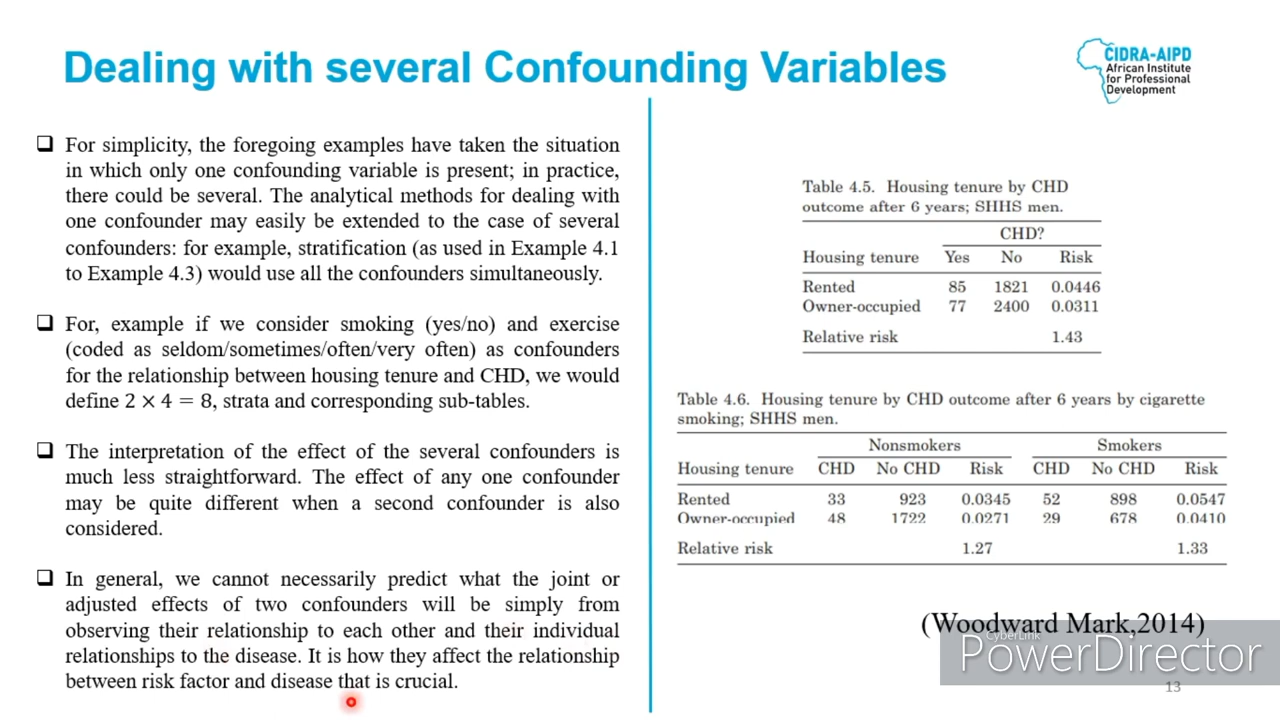 Dealing with several Confounding Variables
CIDRA-AIPD
African Institute
for Professional
Development
For simplicity, the foregoing examples have taken the situation
in which only one confounding variable is present; in practice,
there could be several. The analytical methods for dealing with
one confounder may easily be extended to the case of several
confounders: for example, stratification (as used in Example 4.1
to Example 4.3) would use all the confounders simultaneously.
For, example if we consider smoking (yes/no) and exercise
(coded as seldom/sometimes/often/very often) as confounders
for the relationship between housing tenure and CHD, we would
define 2 × 4 = 8, strata and corresponding sub-tables.
The interpretation of the effect of the several confounders is
much less straightforward. The effect of any one confounder
may be quite different when a second confounder is also
considered.
In general, we cannot necessarily predict what the joint or
adjusted effects of two confounders will be simply from
observing their relationship to each other and their individual
relationships to the disease. It is how they affect the relationship
between risk factor and disease that is crucial.
Table 4.5. Housing tenure by CHD
outcome after 6 years; SHHS men.
CHD?
Housing tenure Yes No Risk
Rented 85 1821 0.0446
Owner-occupied 77 2400 0.0311
Relative risk 1.43
Table 4.6. Housing tenure by CHD outcome after 6 years by cigarette
smoking; SHHS men.
Nonsmokers Smokers
Housing tenure CHD No CHD Risk CHD No CHD Risk
Rented 33 923 0.0345 52 898 0.0547
Owner-occupied 48 1722 0.0271 29 678 0.0410
Relative risk 1.27 1.33
(Woodward Mark,2014)
CyberLink
PowerDirector
13